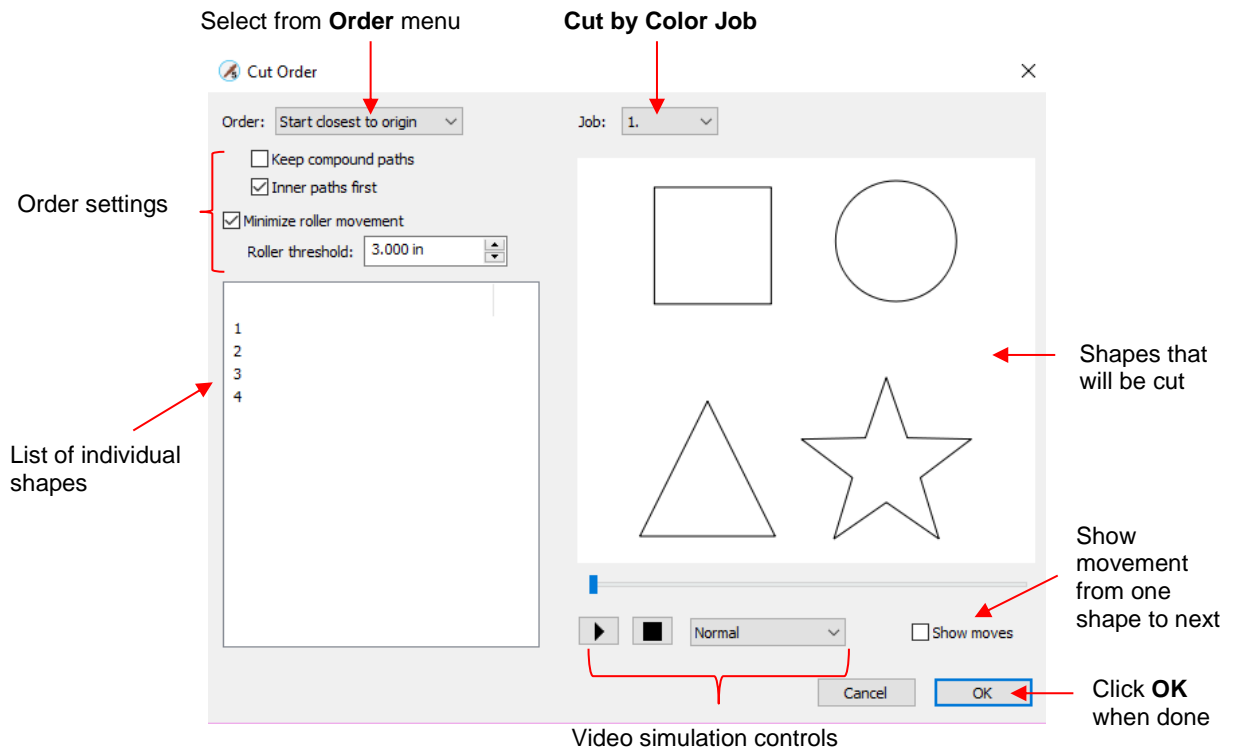 Select from Order menu
Cut by Color Job
Cut Order
Order: Start closest to origin
Job: 1.
Keep compound paths
Inner paths first
Order settings
Minimize roller movement
Roller threshold: 3.000 in
1
2
3
4
Shapes that
will be cut
List of individual
shapes
Show
movement
from one
shape to next
Normal
Show moves
Cancel
OK
Click OK
when done
Video simulation controls